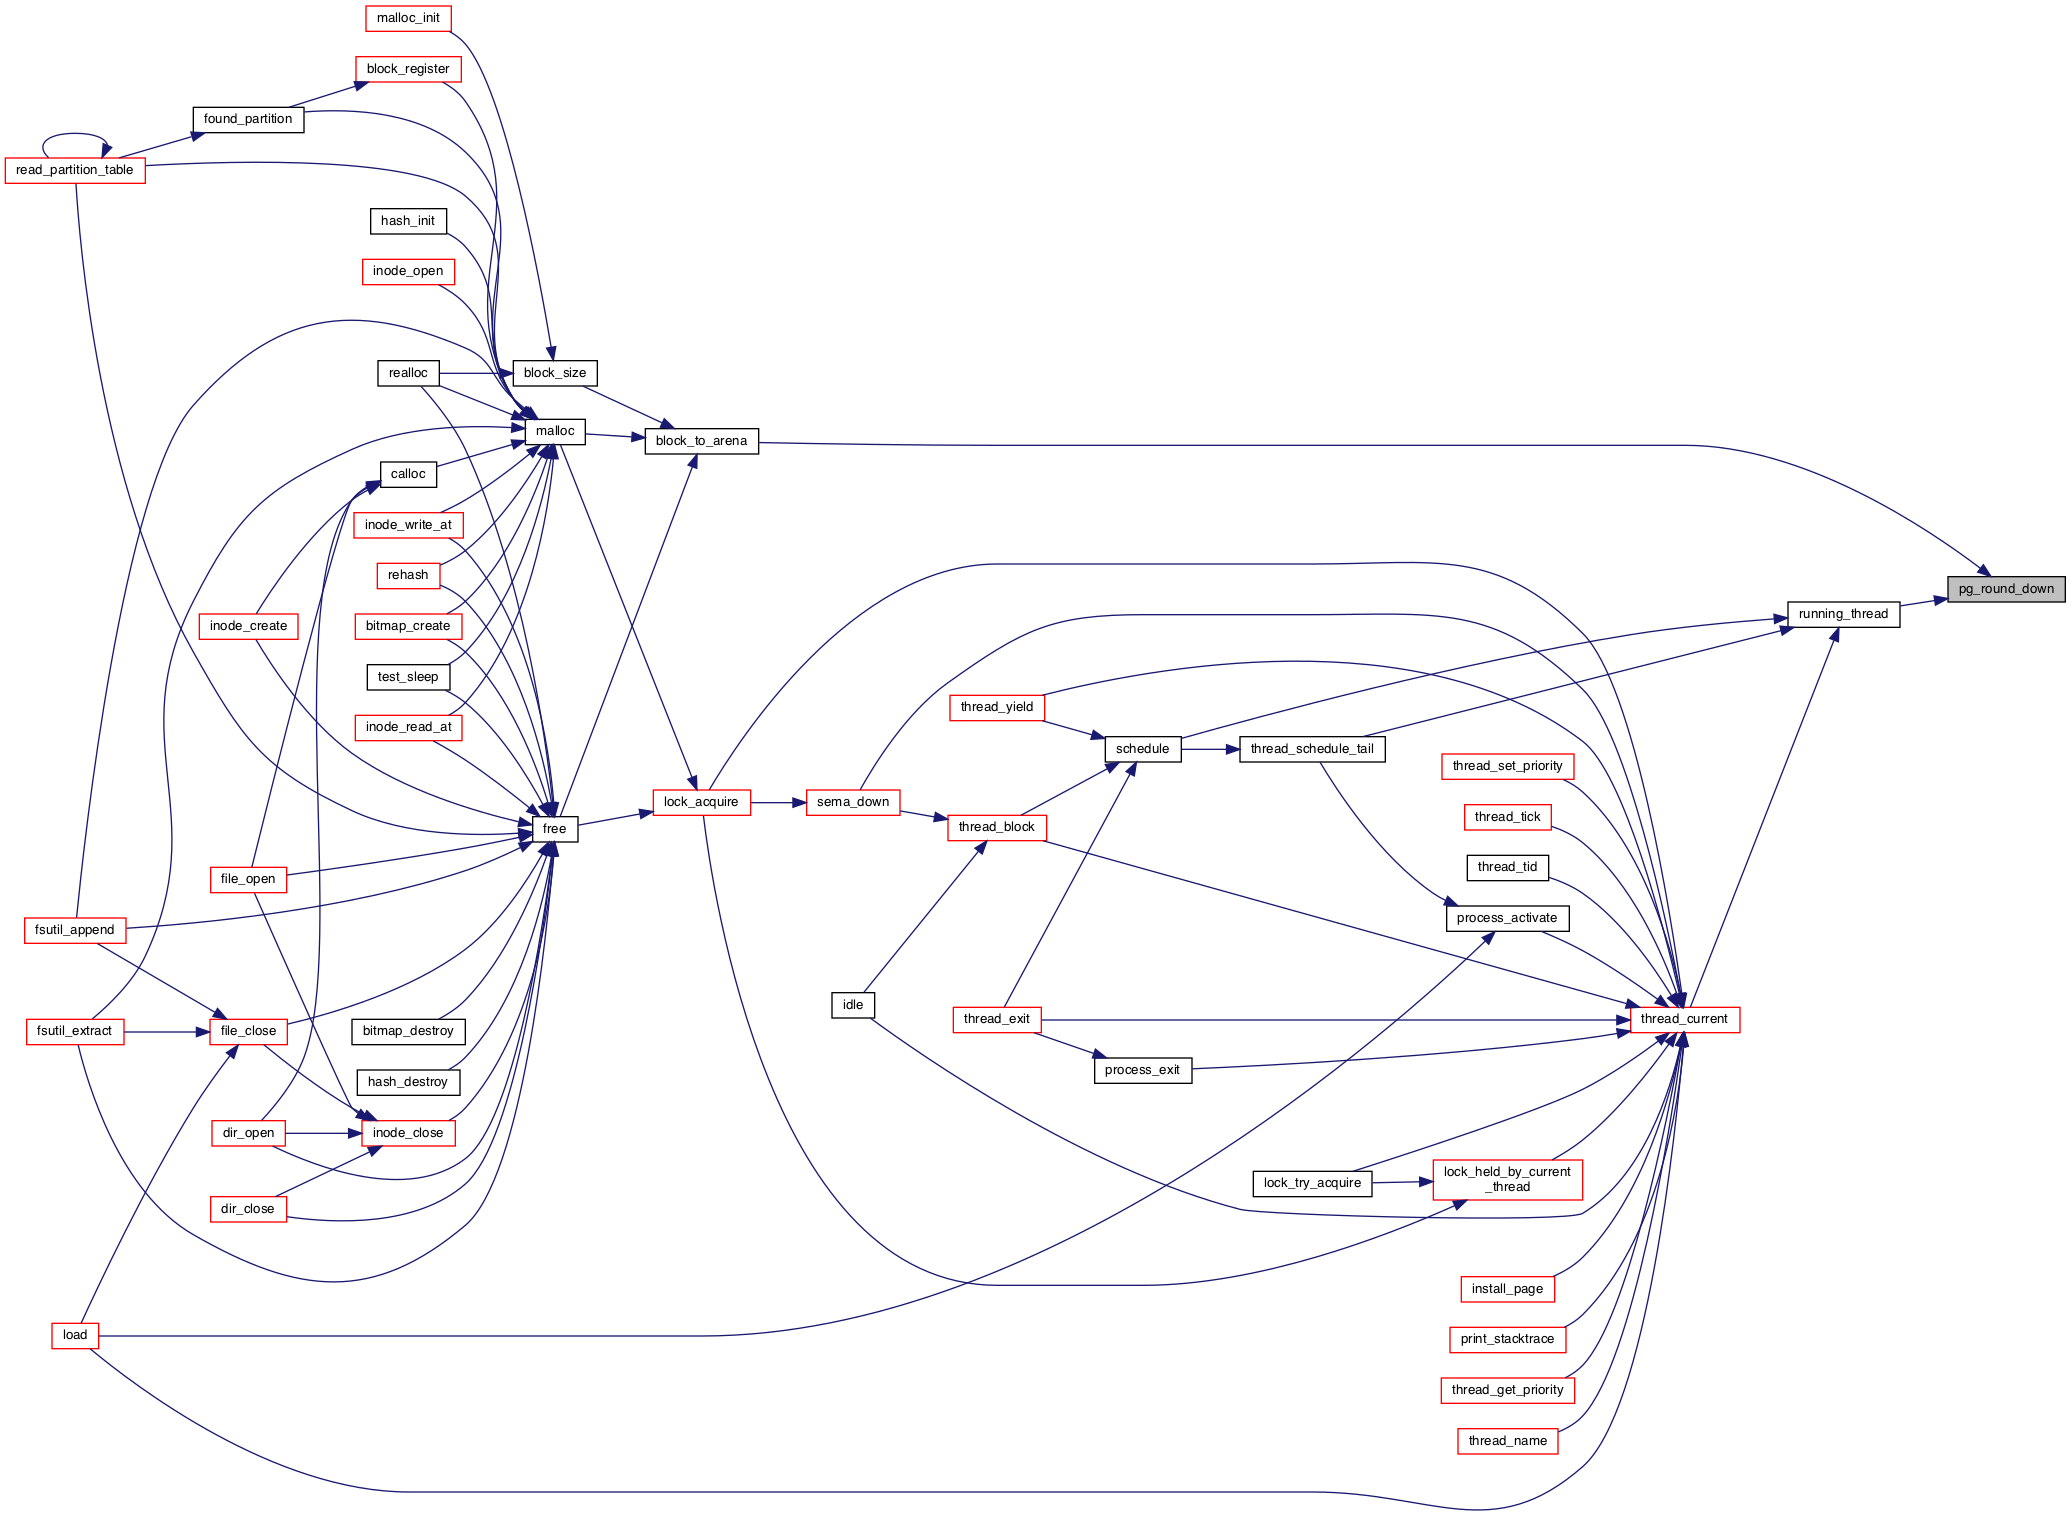 malloc_init
block_register
found_partition
read_partition_table
hash_init
inode_open
realloc
block_size
malloc
block_to_arena
calloc
inode_write_at
rehash
pg_round_down
running_thread
inode_create
bitmap_create
test_sleep
thread_yield
inode_read_at
schedule
thread_schedule_tail
thread_set_priority
lock_acquire
sema_down
thread_tick
free
thread_block
thread_tid
file_open
process_activate
fsutil_append
idle
fsutil_extract
file_close
bitmap_destroy
thread_exit
thread_current
hash_destroy
process_exit
dir_open
inode_close
lock_try_acquire
lock_held_by_current
_thread
dir_close
install_page
load
print_stacktrace
thread_get_priority
thread_name